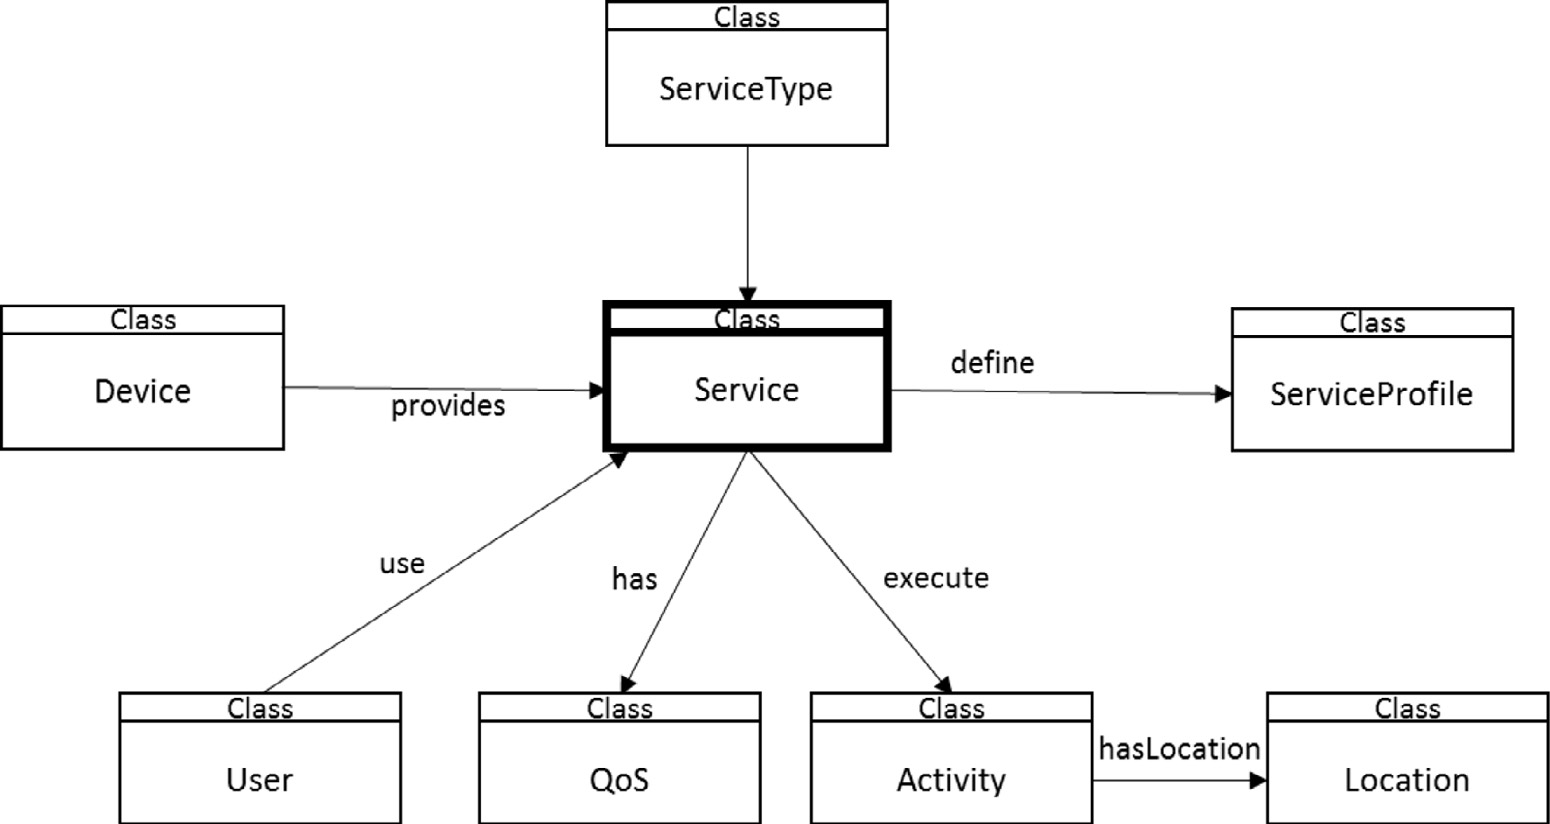 Class
ServiceType
Class
Device
provides
Class
Service
define
Class
ServiceProfile
use
has
execute
Class
User
Class
QoS
Class
Activity
hasLocation
Class
Location